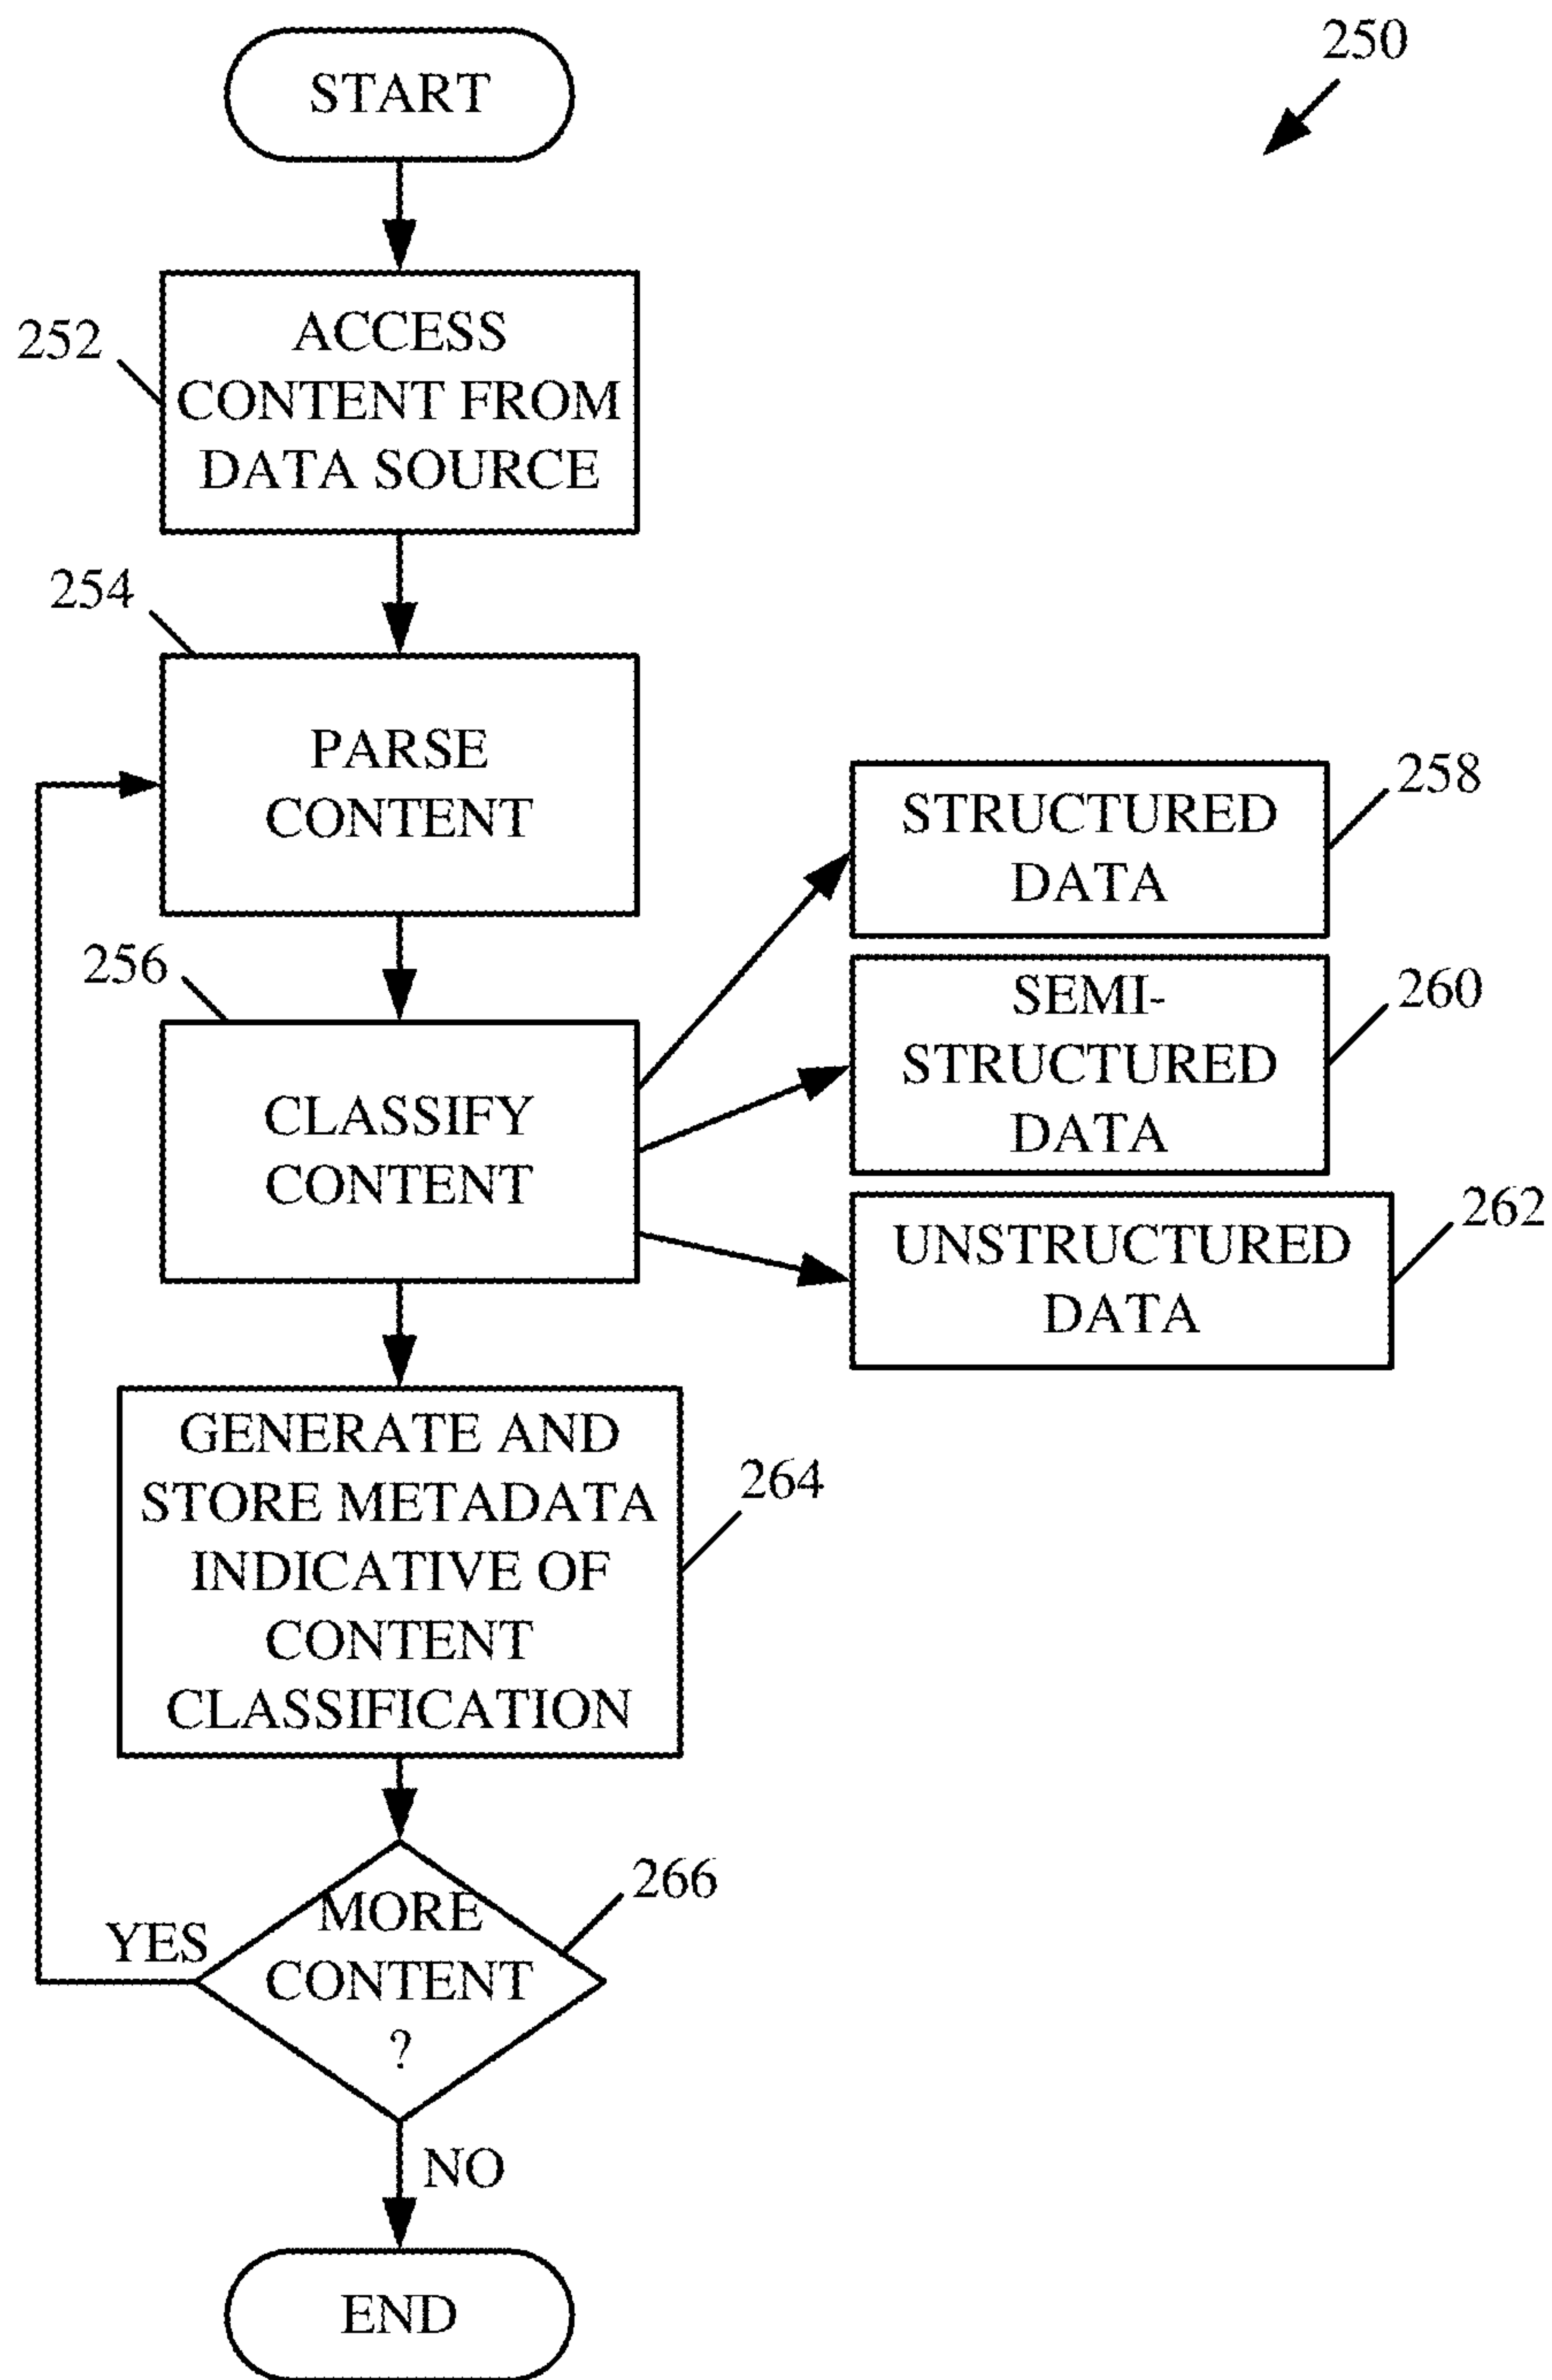 250
START
252
ACCESS
CONTENT FROM
DATA SOURCE
254
PARSE
CONTENT
256
CLASSIFY
CONTENT
258
STRUCTURED
DATA
260
SEMI-
STRUCTURED
DATA
262
UNSTRUCTURED
DATA
264
GENERATE AND
STORE METADATA
INDICATIVE OF
CONTENT
CLASSIFICATION
266
MORE
CONTENT
?
YES
NO
END